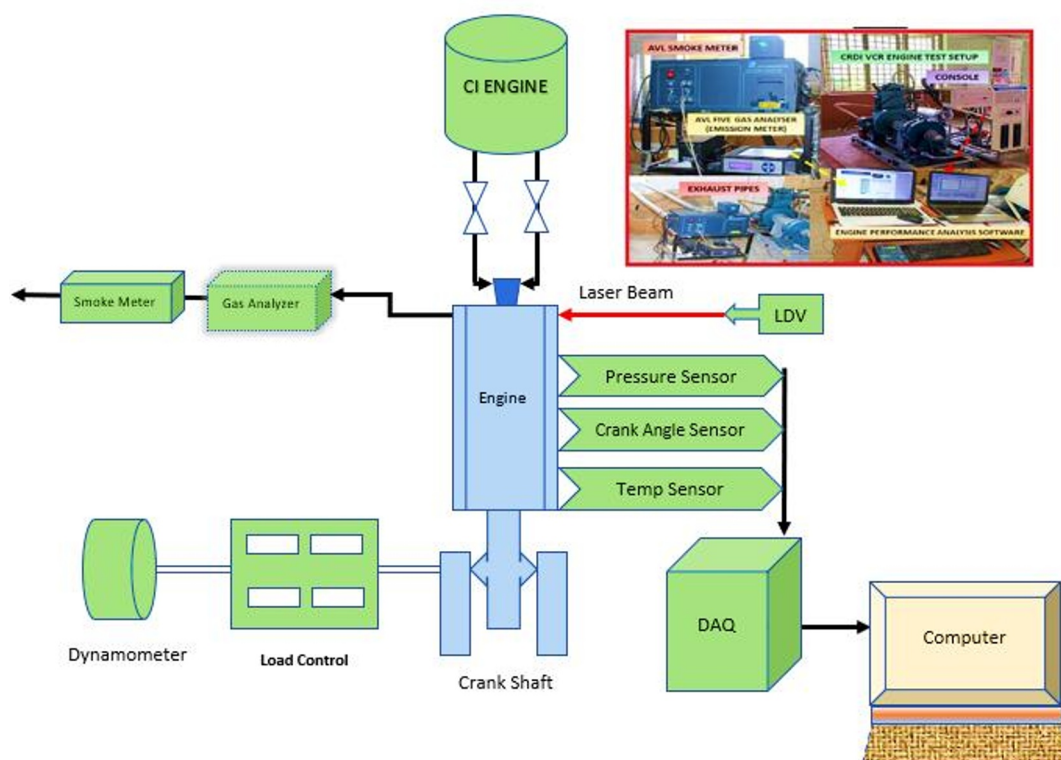 CI ENGINE
AVL SMOKE METER
CRDI VCR ENGINE TEST SETUP
CONSOLE
AVL FIVE GAS ANALYSER
(EMISSION METER)
EXHAUST PIPES
ENGINE PERFORMANCE ANALYSIS SOFTWARE
Smoke Meter
Gas Analyzer
Laser Beam
LDV
Engine
Pressure Sensor
Crank Angle Sensor
Temp Sensor
Dynamometer
Load Control
Crank Shaft
DAQ
Computer